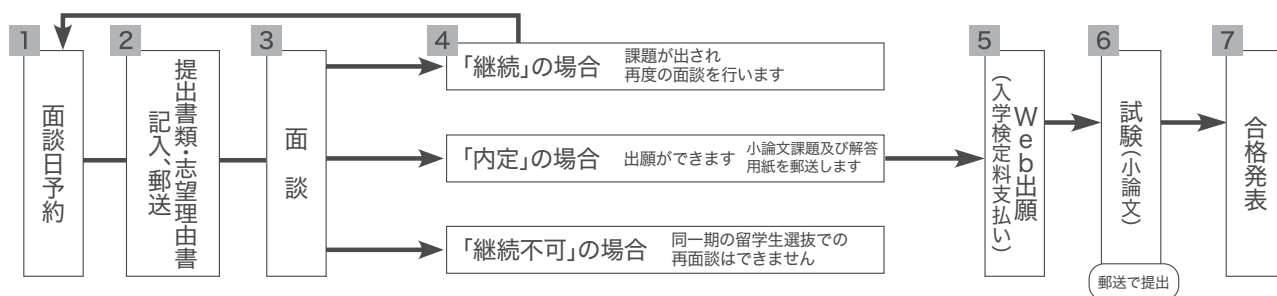 1
面談日予約
2
提出書類・志望理由書
記入、郵送
3
面談
4
「継続」の場合
課題が出され
再度の面談を行います
「内定」の場合
出願ができます
小論文課題及び解答
用紙を郵送します
「継続不可」の場合
同一期の留学生選抜での
再面談はできません
5
Web出願
(入学検定料支払い)
6
試験(小論文)
郵送で提出
7
合格発表